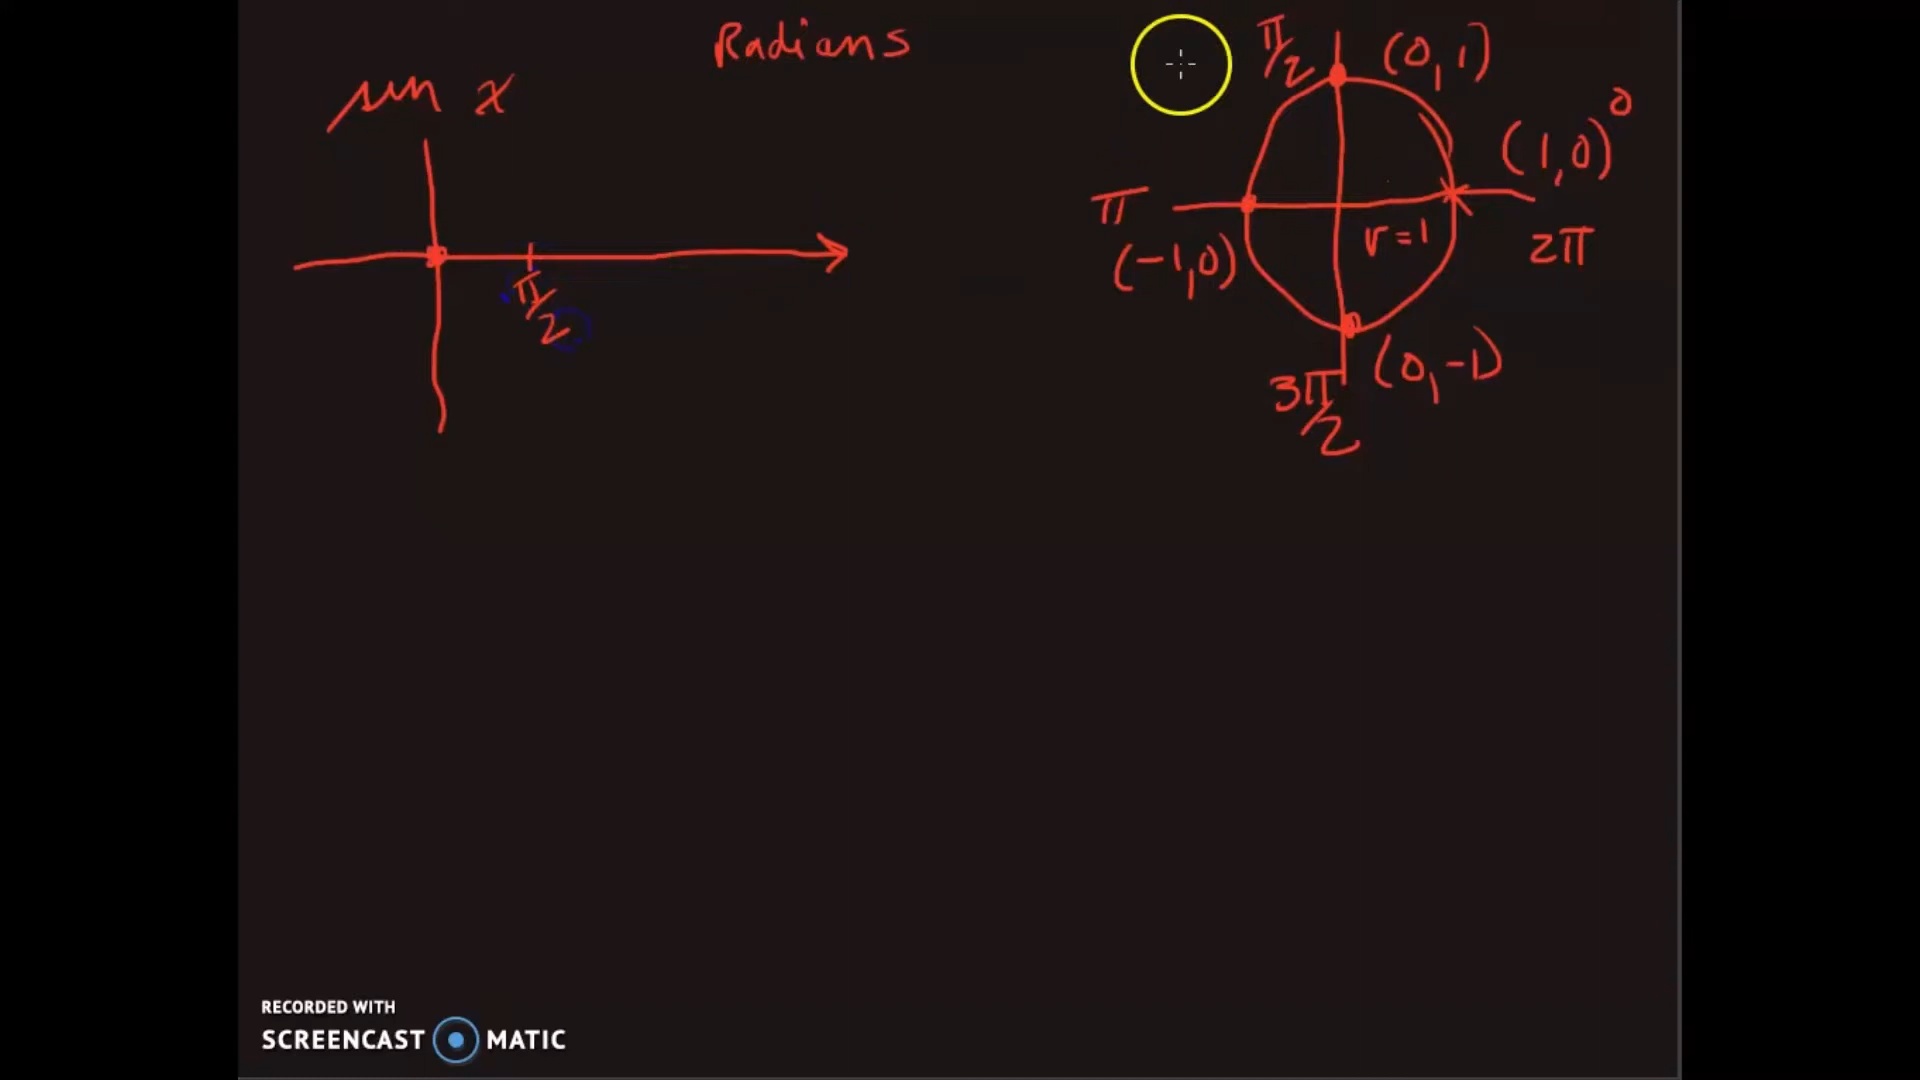 Radians
sin x
π/2
π/2
(0,1)
(1,0)
0
π
(-1,0)
r=1
2π
3π/2
(0,-1)
RECORDED WITH
SCREENCAST MATIC